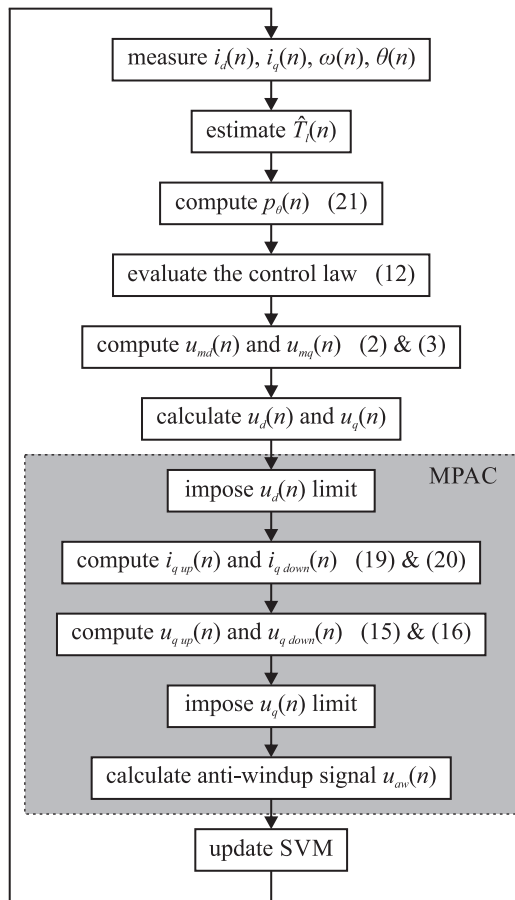 measure i_d(n), i_q(n), ω(n), θ(n)
estimate T̂_l(n)
compute p_θ(n) (21)
evaluate the control law (12)
compute u_md(n) and u_mq(n) (2) & (3)
calculate u_d(n) and u_q(n)
MPAC
impose u_d(n) limit
compute i_q up(n) and i_q down(n) (19) & (20)
compute u_q up(n) and u_q down(n) (15) & (16)
impose u_q(n) limit
calculate anti-windup signal u_aw(n)
update SVM